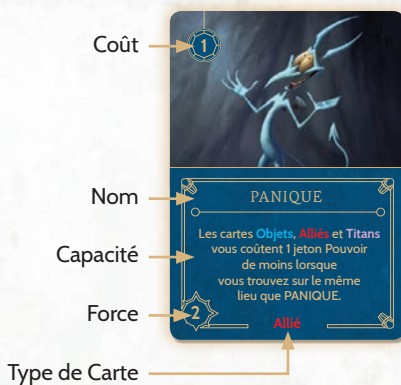 Coût
1
Nom
PANIQUE
Capacité
Les cartes Objets, Alliés et Titans
vous coûtent 1 jeton Pouvoir
de moins lorsque
vous trouvez sur le même
lieu que PANIQUE.
Force
2
Allié
Type de Carte